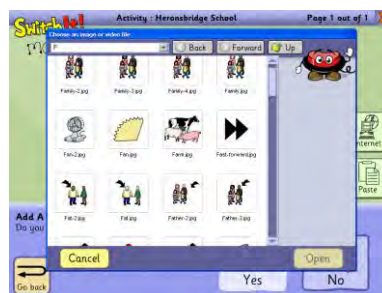 SwitchIt!
Activity : Heronsbridge School
Page 1 out of 1
Choose an image or video file
F
Back
Forward
Up
Family-2.jpg
Family-3.jpg
Family-4.jpg
Family.jpg
Fan-2.jpg
Fan.jpg
Farm.jpg
Fast-forward.jpg
Fat-2.jpg
Fat.jpg
Father-2.jpg
Father-3.jpg
Internet
Paste
Add A
Do you
Cancel
Open
Go back
Yes
No